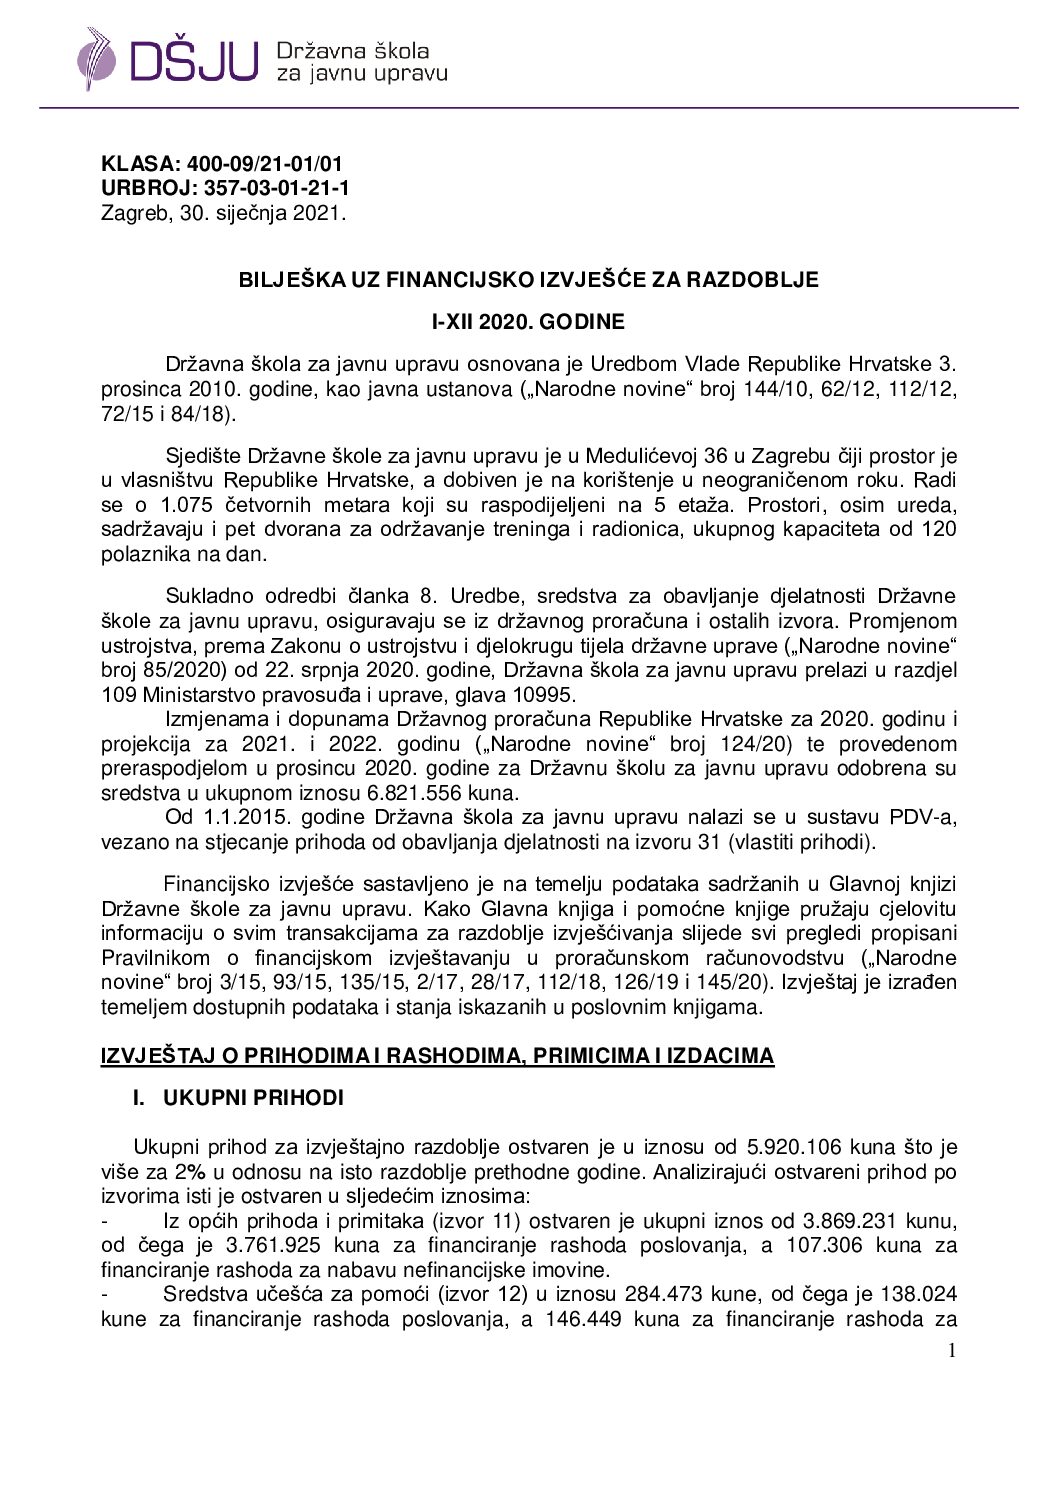 DŠJU Državna škola
za javnu upravu
KLASA: 400-09/21-01/01
URBROJ: 357-03-01-21-1
Zagreb, 30. siječnja 2021.
BILJEŠKA UZ FINANCIJSKO IZVJEŠĆE ZA RAZDOBLJE
I-XII 2020. GODINE
Državna škola za javnu upravu osnovana je Uredbom Vlade Republike Hrvatske 3.
prosinca 2010. godine, kao javna ustanova („Narodne novine“ broj 144/10, 62/12, 112/12,
72/15 i 84/18).
Sjedište Državne škole za javnu upravu je u Medulićevoj 36 u Zagrebu čiji prostor je
u vlasništvu Republike Hrvatske, a dobiven je na korištenje u neograničenom roku. Radi
se o 1.075 četvornih metara koji su raspodijeljeni na 5 etaža. Prostori, osim ureda,
sadržavaju i pet dvorana za održavanje treninga i radionica, ukupnog kapaciteta od 120
polaznika na dan.
Sukladno odredbi članka 8. Uredbe, sredstva za obavljanje djelatnosti Državne
škole za javnu upravu, osiguravaju se iz državnog proračuna i ostalih izvora. Promjenom
ustrojstva, prema Zakonu o ustrojstvu i djelokrugu tijela državne uprave („Narodne novine“
broj 85/2020) od 22. srpnja 2020. godine, Državna škola za javnu upravu prelazi u razdjel
109 Ministarstvo pravosuđa i uprave, glava 10995.
Izmjenama i dopunama Državnog proračuna Republike Hrvatske za 2020. godinu i
projekcija za 2021. i 2022. godinu („Narodne novine“ broj 124/20) te provedenom
preraspodjelom u prosincu 2020. godine za Državnu školu za javnu upravu odobrena su
sredstva u ukupnom iznosu 6.821.556 kuna.
Od 1.1.2015. godine Državna škola za javnu upravu nalazi se u sustavu PDV-a,
vezano na stjecanje prihoda od obavljanja djelatnosti na izvoru 31 (vlastiti prihodi).
Financijsko izvješće sastavljeno je na temelju podataka sadržanih u Glavnoj knjizi
Državne škole za javnu upravu. Kako Glavna knjiga i pomoćne knjige pružaju cjelovitu
informaciju o svim transakcijama za razdoblje izvješćivanja slijede svi pregledi propisani
Pravilnikom o financijskom izvještavanju u proračunskom računovodstvu („Narodne
novine“ broj 3/15, 93/15, 135/15, 2/17, 28/17, 112/18, 126/19 i 145/20). Izvještaj je izrađen
temeljem dostupnih podataka i stanja iskazanih u poslovnim knjigama.
IZVJEŠTAJ O PRIHODIMA I RASHODIMA, PRIMICIMA I IZDACIMA
I. UKUPNI PRIHODI
Ukupni prihod za izvještajno razdoblje ostvaren je u iznosu od 5.920.106 kuna što je
više za 2% u odnosu na isto razdoblje prethodne godine. Analizirajući ostvareni prihod po
izvorima isti je ostvaren u sljedećim iznosima:
- Iz općih prihoda i primitaka (izvor 11) ostvaren je ukupni iznos od 3.869.231 kunu,
od čega je 3.761.925 kuna za financiranje rashoda poslovanja, a 107.306 kuna za
financiranje rashoda za nabavu nefinancijske imovine.
- Sredstva učešća za pomoći (izvor 12) u iznosu 284.473 kune, od čega je 138.024
kune za financiranje rashoda poslovanja, a 146.449 kuna za financiranje rashoda za
1